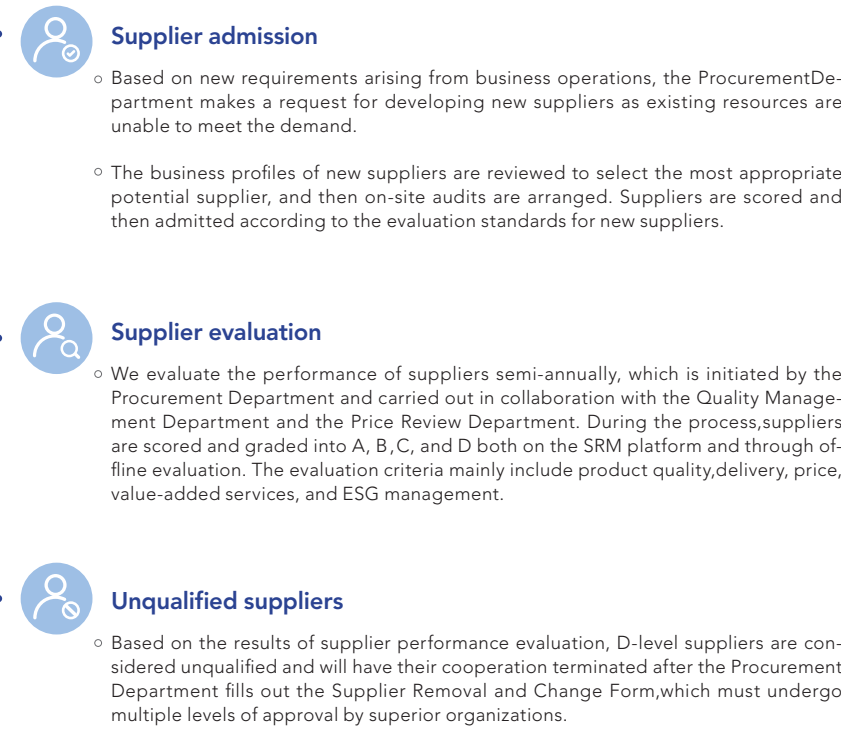 Supplier admission
○ Based on new requirements arising from business operations, the ProcurementDe-
partment makes a request for developing new suppliers as existing resources are
unable to meet the demand.
○ The business profiles of new suppliers are reviewed to select the most appropriate
potential supplier, and then on-site audits are arranged. Suppliers are scored and
then admitted according to the evaluation standards for new suppliers.
Supplier evaluation
○ We evaluate the performance of suppliers semi-annually, which is initiated by the
Procurement Department and carried out in collaboration with the Quality Manage-
ment Department and the Price Review Department. During the process,suppliers
are scored and graded into A, B,C, and D both on the SRM platform and through of-
fline evaluation. The evaluation criteria mainly include product quality,delivery, price,
value-added services, and ESG management.
Unqualified suppliers
○ Based on the results of supplier performance evaluation, D-level suppliers are con-
sidered unqualified and will have their cooperation terminated after the Procurement
Department fills out the Supplier Removal and Change Form,which must undergo
multiple levels of approval by superior organizations.